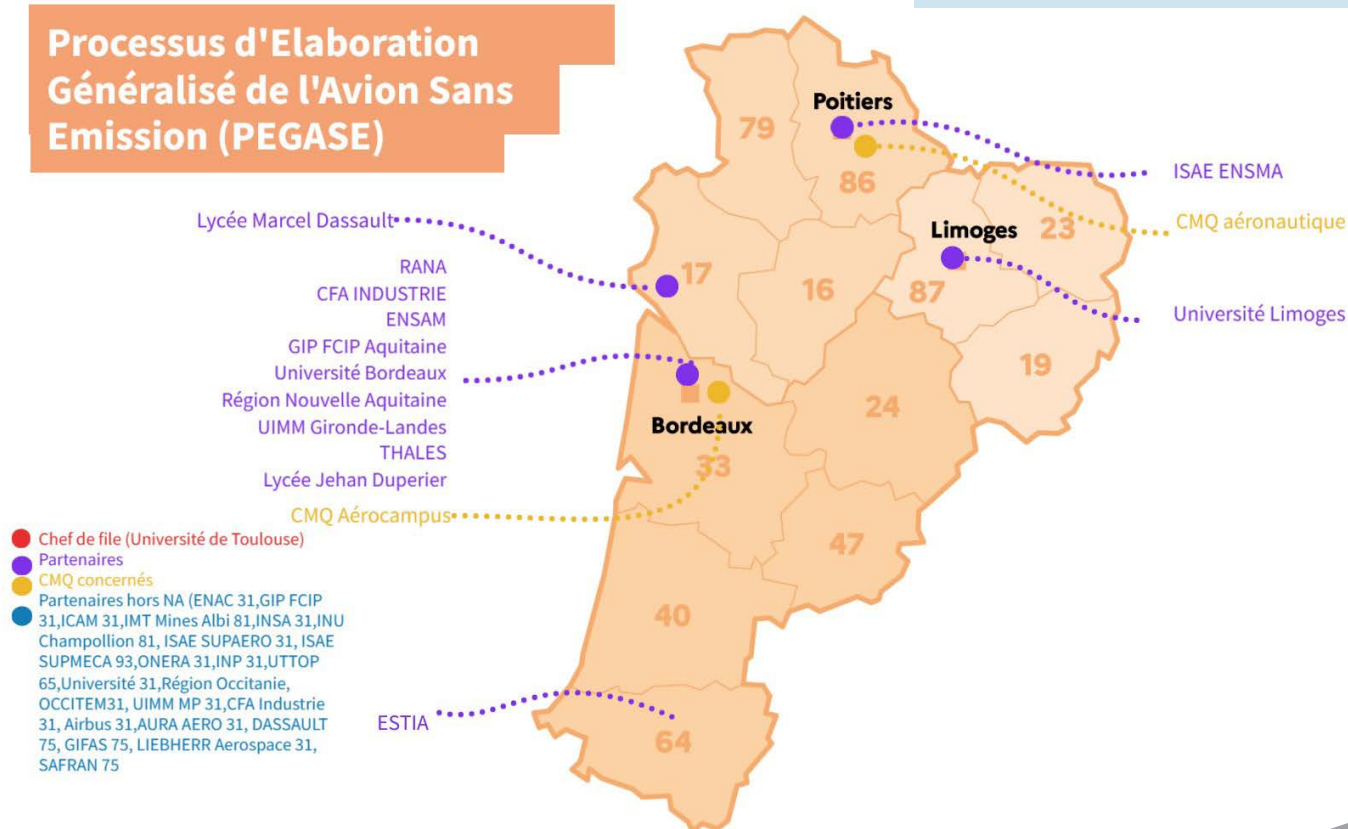 Processus d'Elaboration
Généralisé de l'Avion Sans
Emission (PEGASE)
Poitiers
79
86
ISAE ENSMA
CMQ aéronautique
Lycée Marcel Dassault
Limoges
23
17
16
87
Université Limoges
19
RANA
CFA INDUSTRIE
ENSAM
GIP FCIP Aquitaine
Université Bordeaux
Région Nouvelle Aquitaine
UIMM Gironde-Landes
THALES
Lycée Jehan Duperier
CMQ Aérocampus
24
Bordeaux
33
47
40
64
ESTIA
Chef de file (Université de Toulouse)
Partenaires
CMQ concernés
Partenaires hors NA (ENAC 31,GIP FCIP
31,ICAM 31,IMT Mines Albi 81,INSA 31,INU
Champollion 81, ISAE SUPAERO 31, ISAE
SUPMECA 93,ONERA 31,INP 31,UTTOP
65,Université 31,Région Occitanie,
OCCITEM31, UIMM MP 31,CFA Industrie
31, Airbus 31,AURA AERO 31, DASSAULT
75, GIFAS 75, LIEBHERR Aerospace 31,
SAFRAN 75